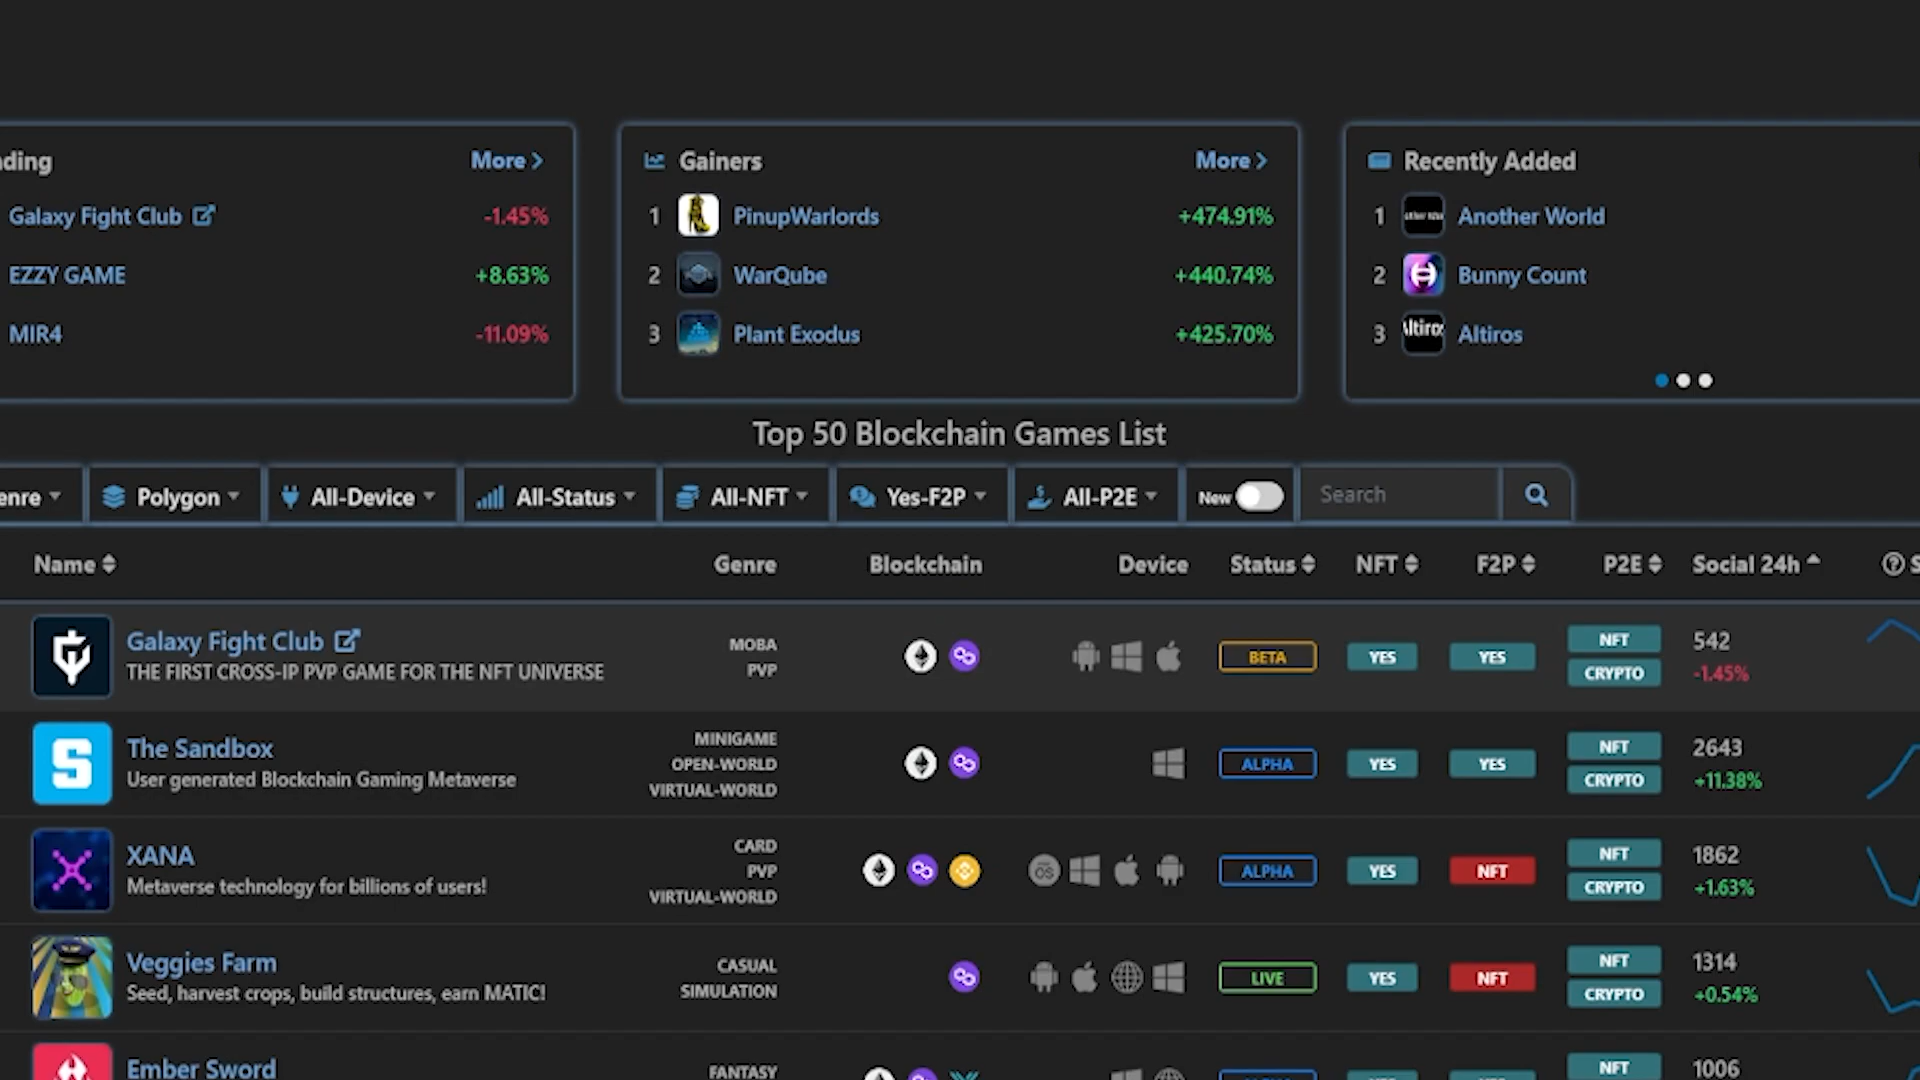 ding
More
Galaxy Fight Club
-1.45%
EZZY GAME
+8.63%
MIR4
-11.09%
Gainers
More
1
PinupWarlords
+474.91%
2
WarQube
+440.74%
3
Plant Exodus
+425.70%
Recently Added
1
Another World
2
Bunny Count
3
Altiros
Altiros
Top 50 Blockchain Games List
enre
Polygon
All-Device
All-Status
All-NFT
Yes-F2P
All-P2E
New
Search
Name
Genre
Blockchain
Device
Status
NFT
F2P
P2E
Social 24h
S
Galaxy Fight Club
THE FIRST CROSS-IP PVP GAME FOR THE NFT UNIVERSE
MOBA
PVP
BETA
YES
YES
NFT
CRYPTO
542
-1.45%
S
The Sandbox
User generated Blockchain Gaming Metaverse
MINIGAME
OPEN-WORLD
VIRTUAL-WORLD
ALPHA
YES
YES
NFT
CRYPTO
2643
+11.38%
XANA
Metaverse technology for billions of users!
CARD
PVP
VIRTUAL-WORLD
OS
ALPHA
YES
NFT
NFT
CRYPTO
1862
+1.63%
Veggies Farm
Seed, harvest crops, build structures, earn MATIC!
CASUAL
SIMULATION
LIVE
YES
NFT
NFT
CRYPTO
1314
+0.54%
Ember Sword
FANTASY
NFT
1006